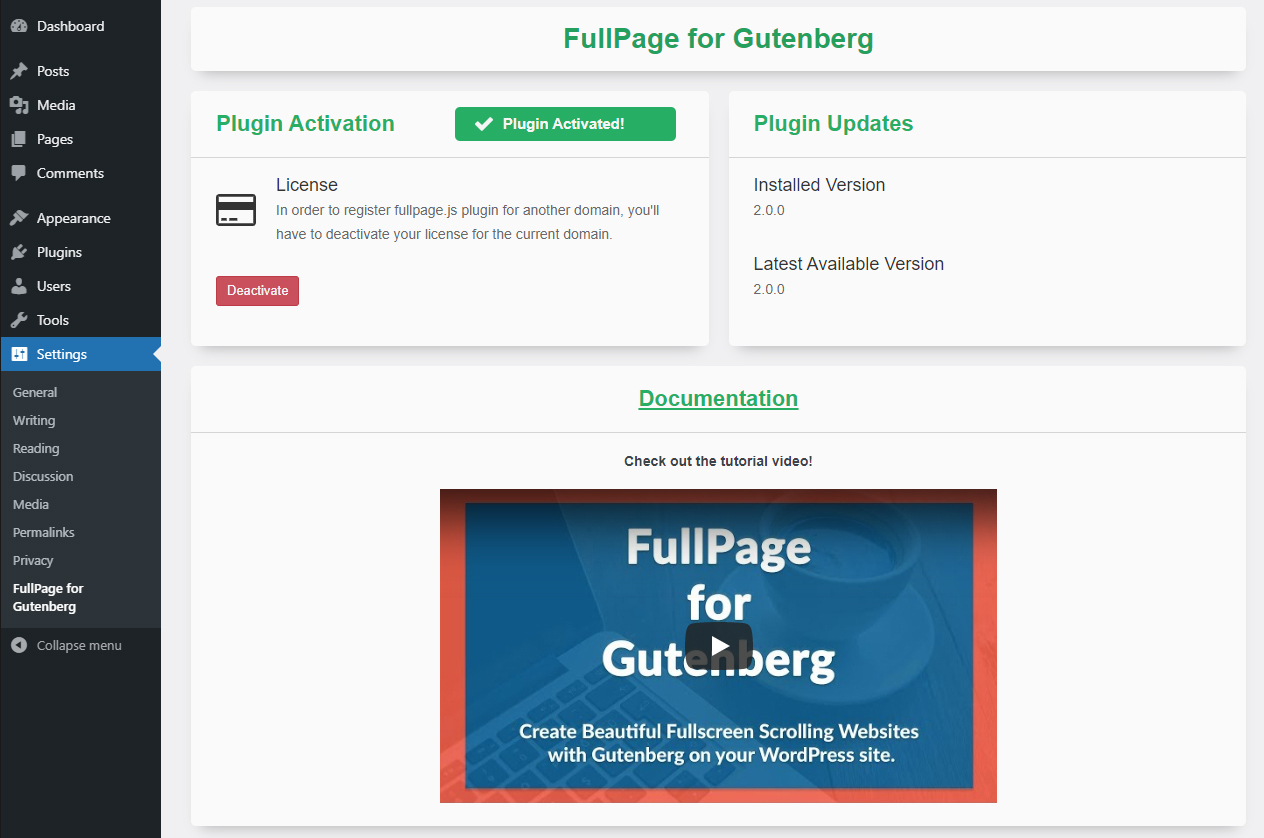 Dashboard
Posts
Media
Pages
Comments
Appearance
Plugins
Users
Tools
Settings
General
Writing
Reading
Discussion
Media
Permalinks
Privacy
FullPage for
Gutenberg
Collapse menu
FullPage for Gutenberg
Plugin Activation
Plugin Activated!
License
In order to register fullpage.js plugin for another domain, you'll
have to deactivate your license for the current domain.
Deactivate
Plugin Updates
Installed Version
2.0.0
Latest Available Version
2.0.0
Documentation
Check out the tutorial video!
FullPage
for
Gutenberg
Create Beautiful Fullscreen Scrolling Websites
with Gutenberg on your WordPress site.